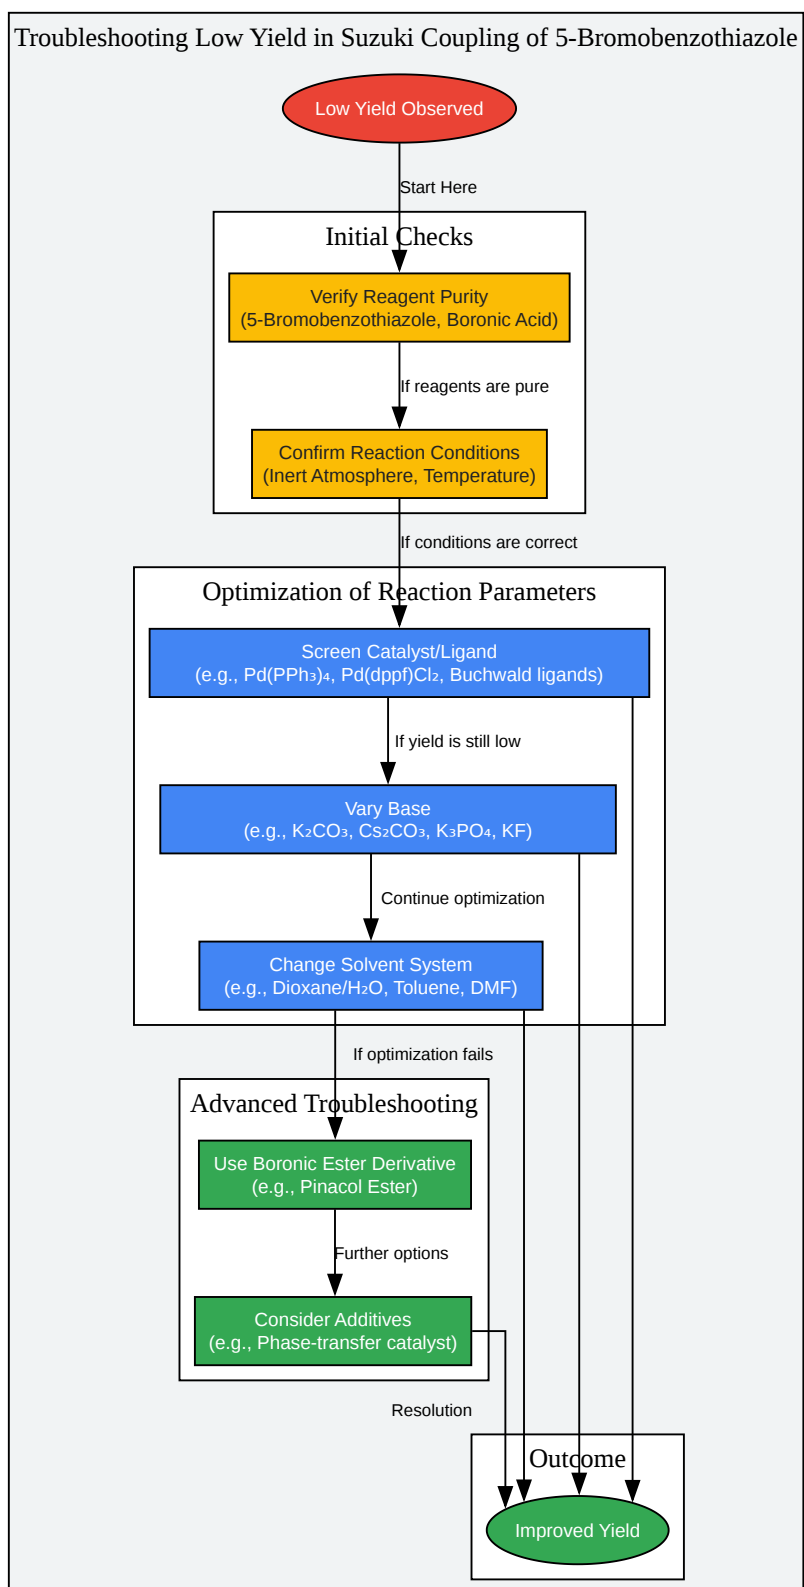 Troubleshooting Low Yield in Suzuki Coupling of 5-Bromobenzothiazole
Low Yield Observed
Start Here
Initial Checks
Verify Reagent Purity
(5-Bromobenzothiazole, Boronic Acid)
If reagents are pure
Confirm Reaction Conditions
(Inert Atmosphere, Temperature)
If conditions are correct
Optimization of Reaction Parameters
Screen Catalyst/Ligand
(e.g., Pd(PPh₃)₄, Pd(dppf)Cl₂, Buchwald ligands)
If yield is still low
Vary Base
(e.g., K₂CO₃, Cs₂CO₃, K₃PO₄, KF)
Continue optimization
Change Solvent System
(e.g., Dioxane/H₂O, Toluene, DMF)
If optimization fails
Advanced Troubleshooting
Use Boronic Ester Derivative
(e.g., Pinacol Ester)
Further options
Consider Additives
(e.g., Phase-transfer catalyst)
Resolution
Outcome
Improved Yield